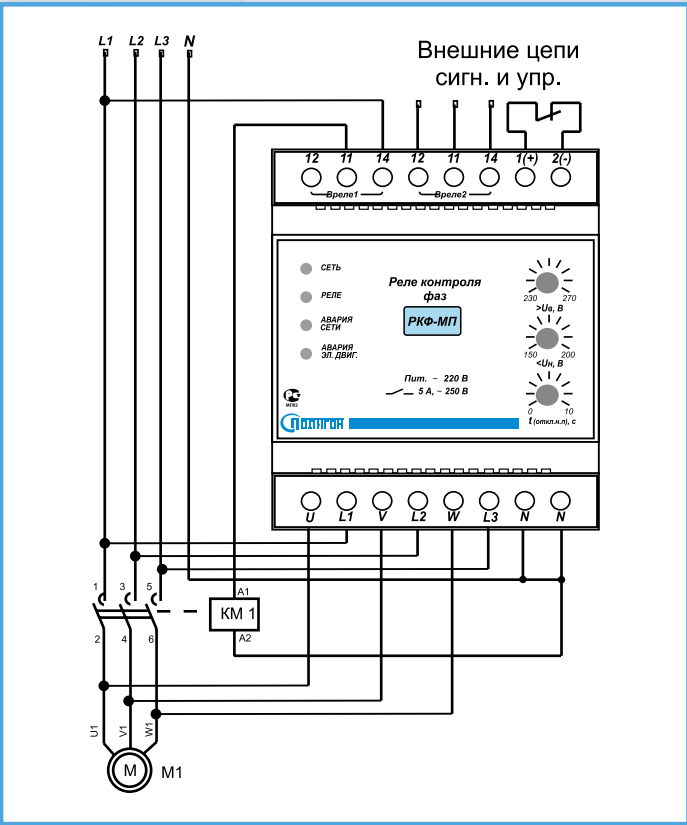 L1 L2 L3 N
Внешние цепи
сигн. и упр.
12 11 14 12 11 14 1(+) 2(-)
Вреле1 Вреле2
СЕТЬ
РЕЛЕ
АВАРИЯ
СЕТИ
АВАРИЯ
ЭЛ. ДВИГ.
Реле контроля
фаз
РКФ-МП
Пит. ~ 220 В
5 А, ~ 250 В
230 270
>Uв, В
150 200
<Uн, В
0 10
t (откл.н.п), с
РС
МЛ02
ПОЛИГОН
U L1 V L2 W L3 N N
1 3 5
A1
КМ 1
A2
2 4 6
U1 V1 W1
M M1